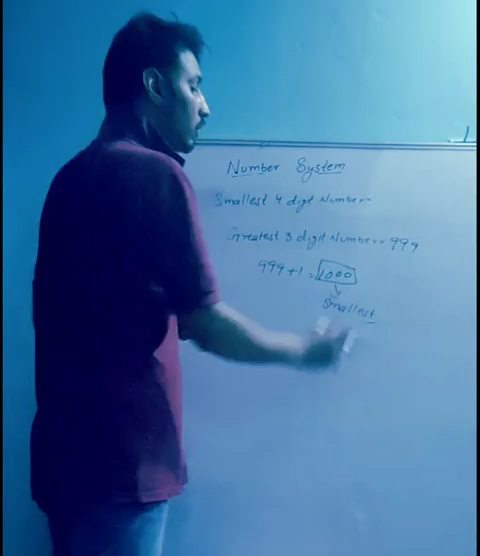 Number System
Smallest 4 digit Number-
Greatest 3 digit Number = 999
999 + 1 = 1000
Smallest